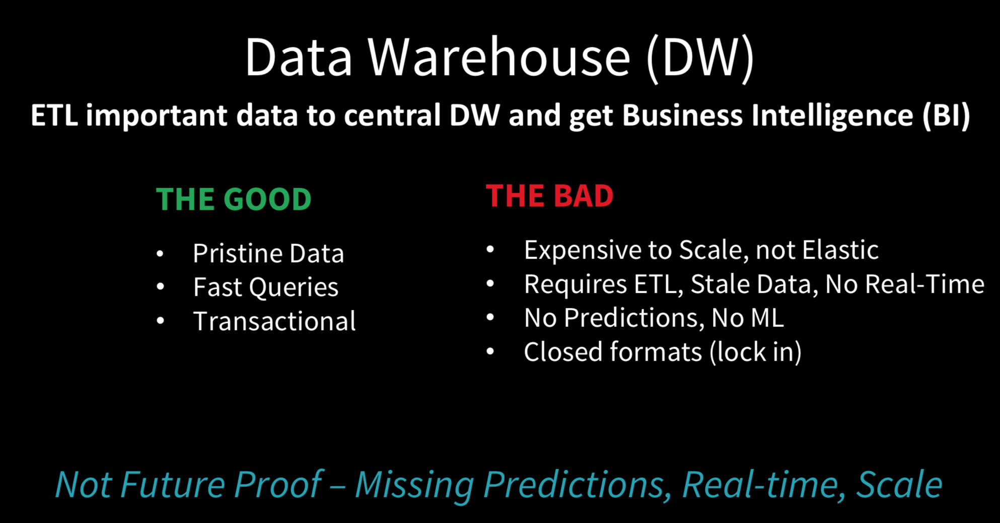 Data Warehouse (DW)
ETL important data to central DW and get Business Intelligence (BI)
THE GOOD
• Pristine Data
• Fast Queries
• Transactional
THE BAD
• Expensive to Scale, not Elastic
• Requires ETL, Stale Data, No Real-Time
• No Predictions, No ML
• Closed formats (lock in)
Not Future Proof – Missing Predictions, Real-time, Scale